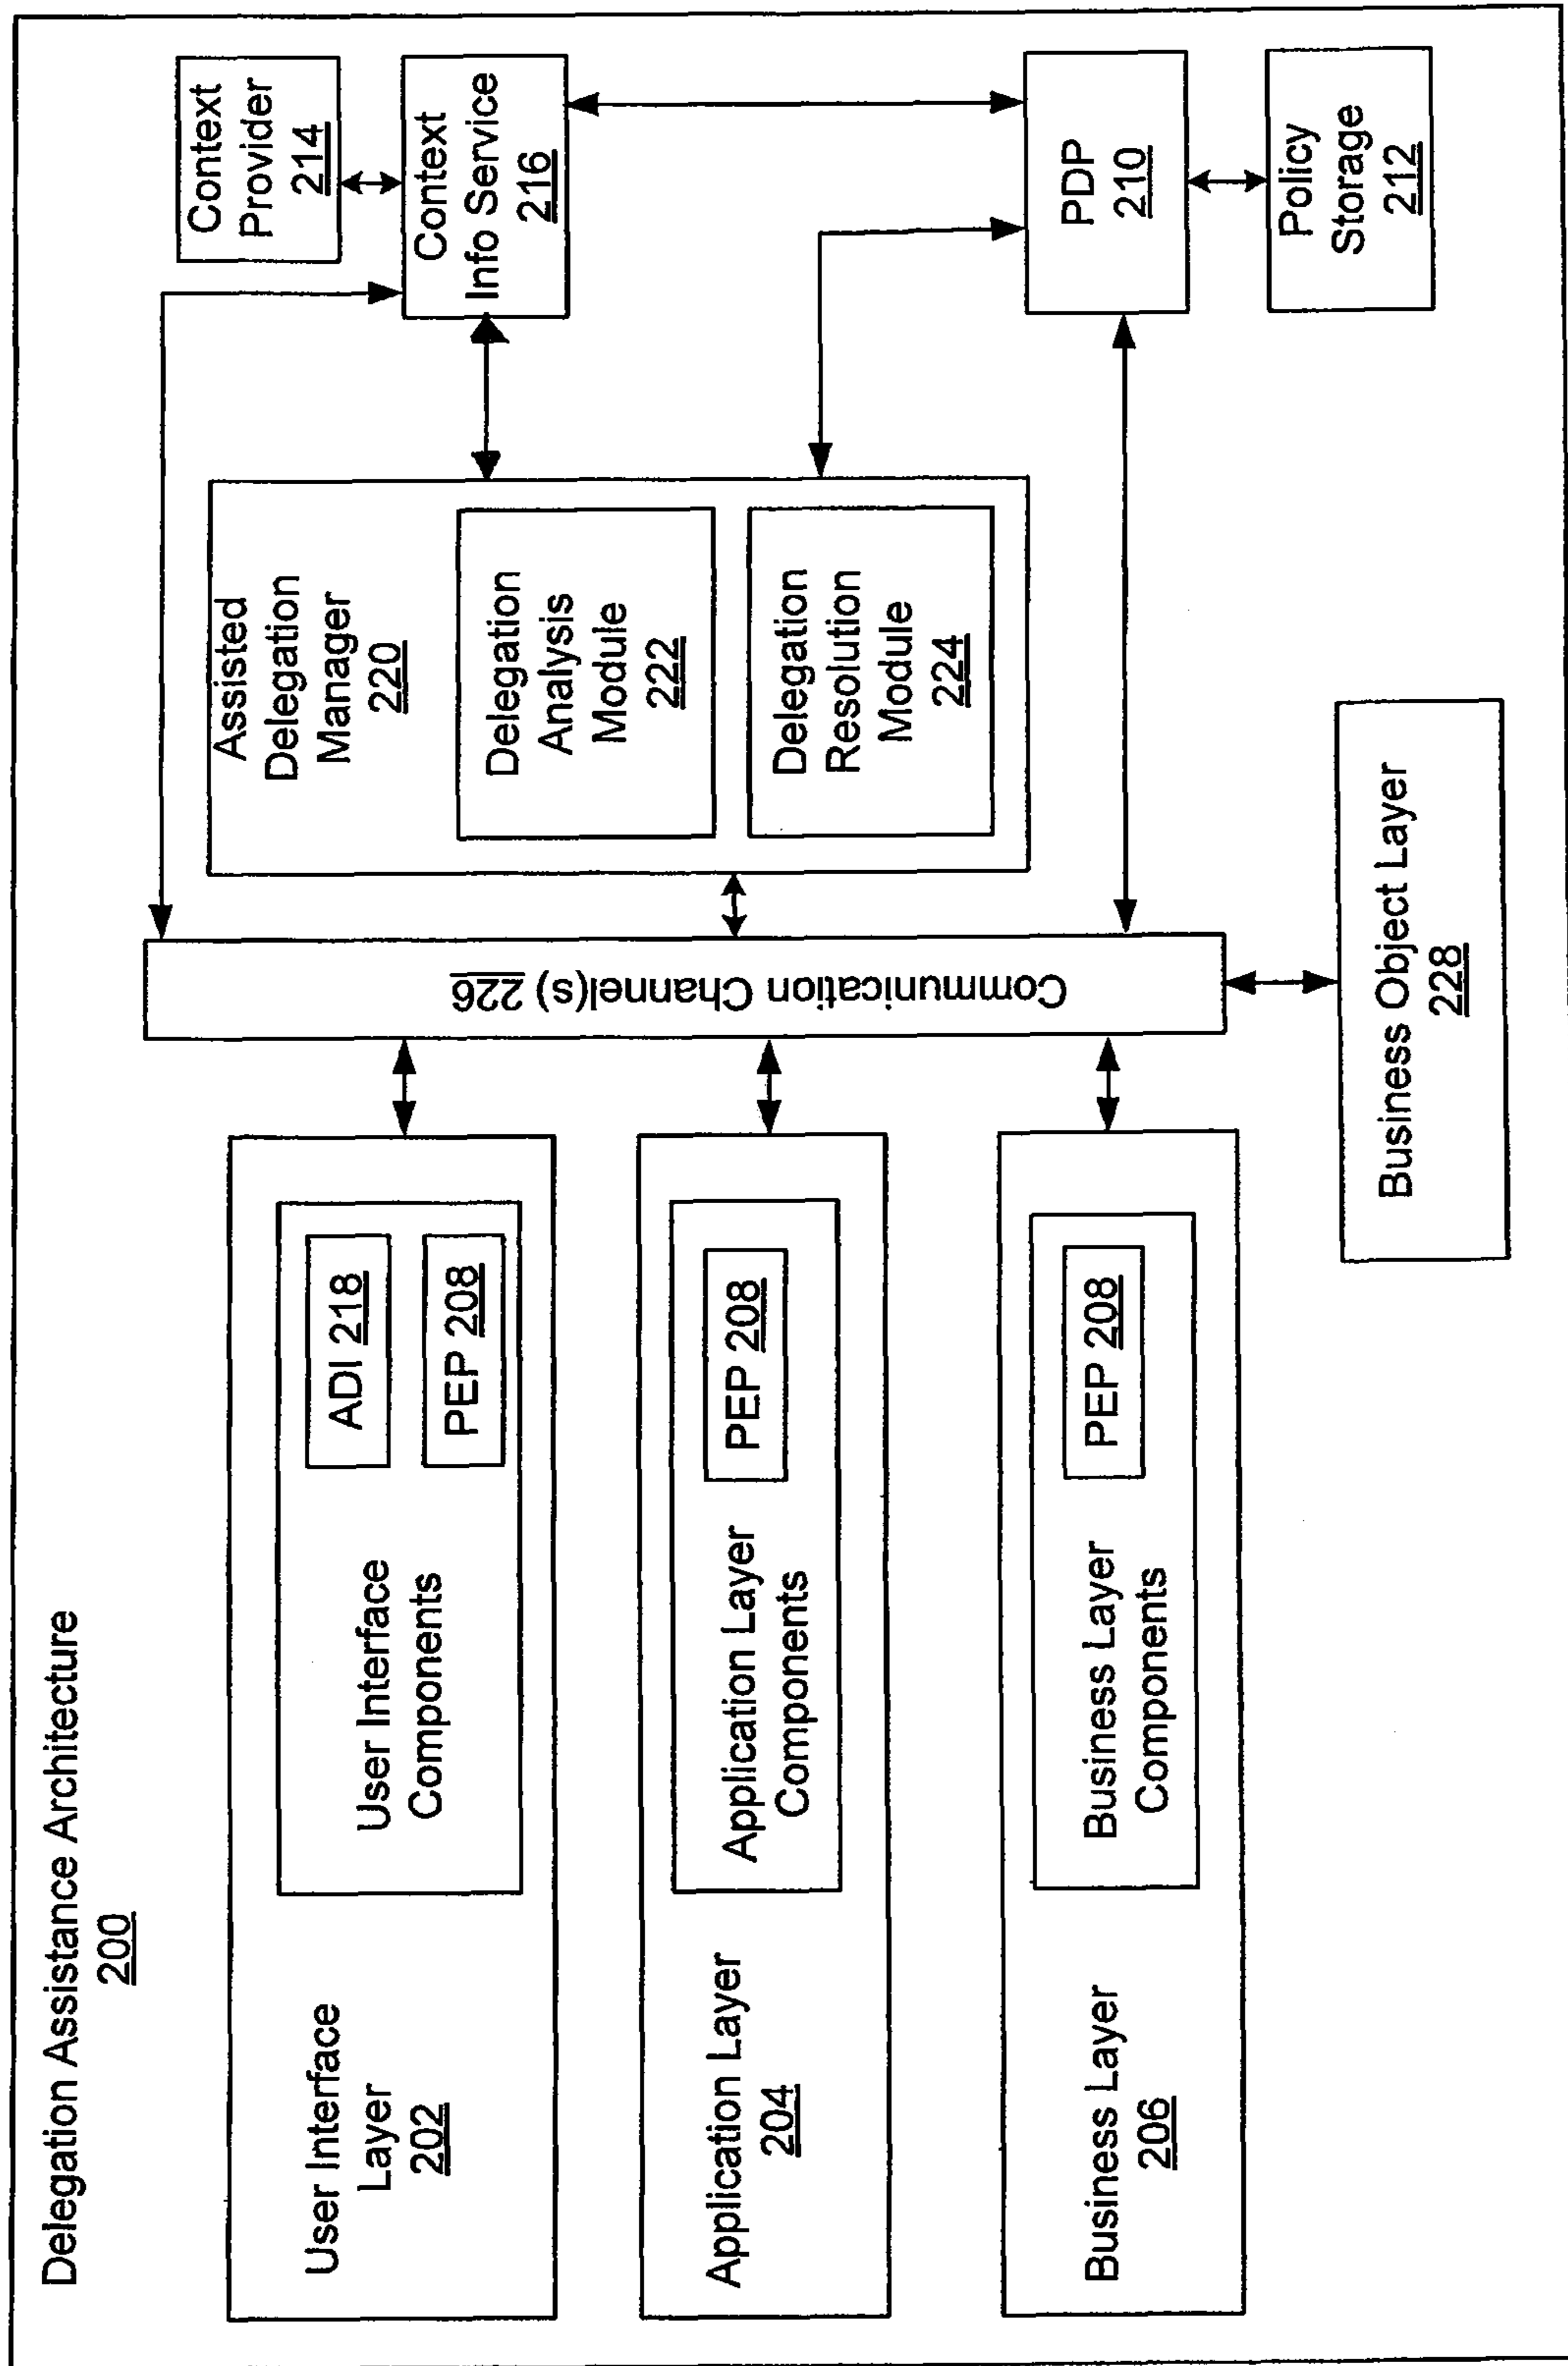 Delegation Assistance Architecture
200
User Interface
Layer
202
User Interface
Components
ADI 218
PEP 208
Application Layer
204
Application Layer
Components
PEP 208
Business Layer
206
Business Layer
Components
PEP 208
Communication Channel(s) 226
Assisted
Delegation
Manager
220
Delegation
Analysis
Module
222
Delegation
Resolution
Module
224
Context
Provider
214
Context
Info Service
216
PDP
210
Policy
Storage
212
Business Object Layer
228